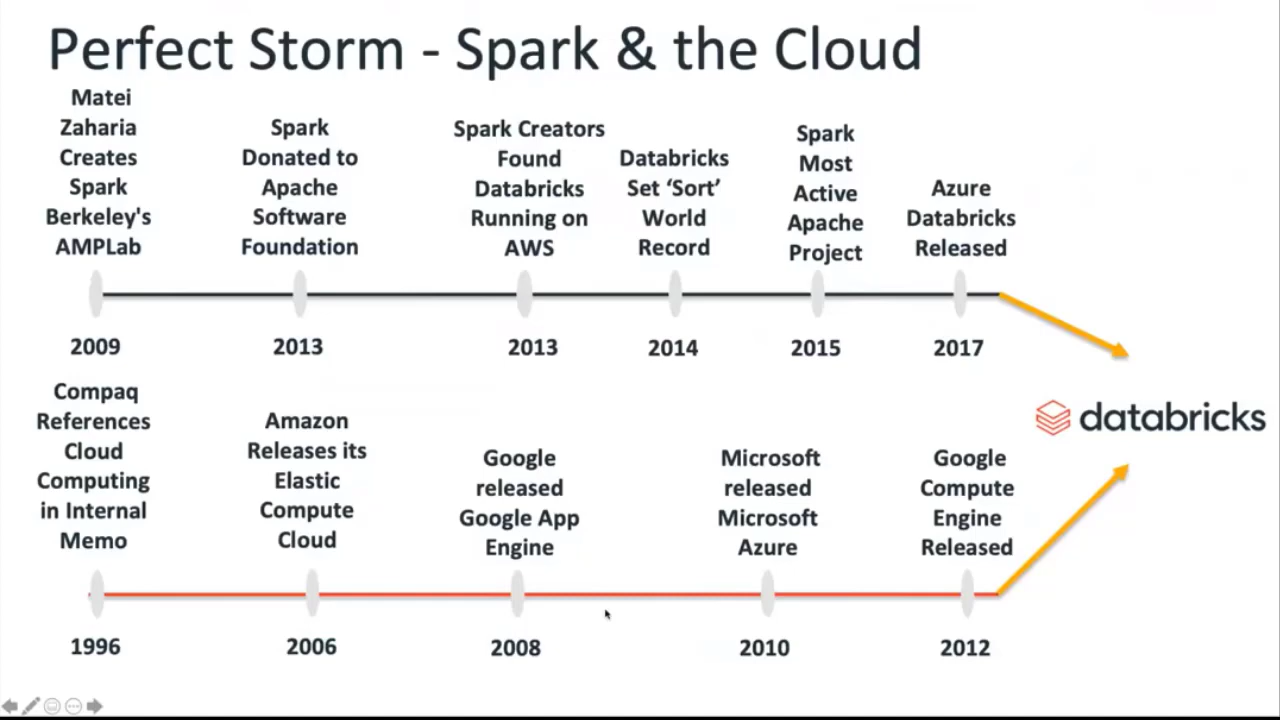 Perfect Storm - Spark & the Cloud
Matei
Zaharia
Creates
Spark
Berkeley's
AMPLab
Spark
Donated to
Apache
Software
Foundation
Spark Creators
Found
Databricks
Running on
AWS
Databricks
Set ‘Sort’
World
Record
Spark
Most
Active
Apache
Project
Azure
Databricks
Released
2009
2013
2013
2014
2015
2017
databricks
Compaq
References
Cloud
Computing
in Internal
Memo
Amazon
Releases its
Elastic
Compute
Cloud
Google
released
Google App
Engine
Microsoft
released
Microsoft
Azure
Google
Compute
Engine
Released
1996
2006
2008
2010
2012